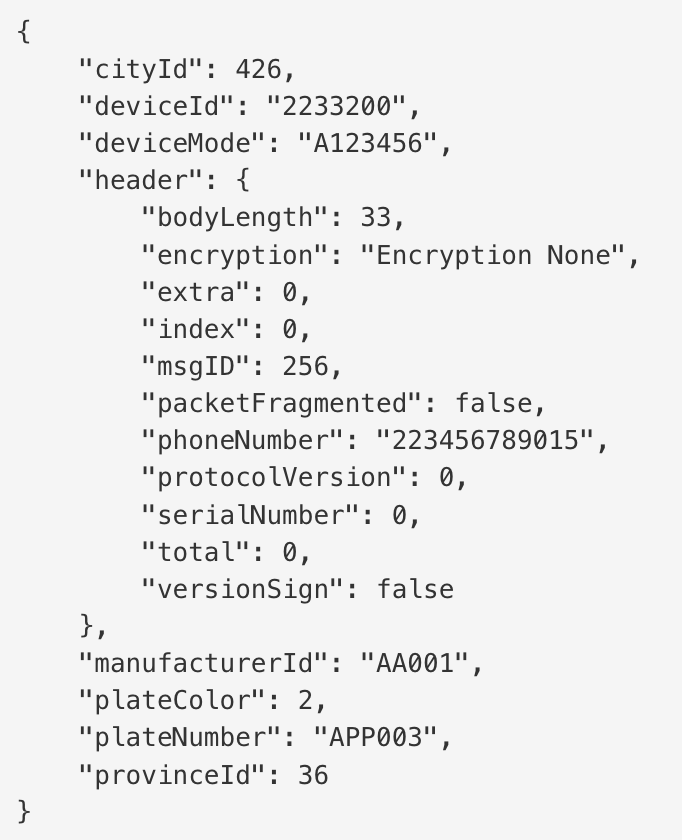 {
    "cityId": 426,
    "deviceId": "2233200",
    "deviceMode": "A123456",
    "header": {
        "bodyLength": 33,
        "encryption": "Encryption None",
        "extra": 0,
        "index": 0,
        "msgID": 256,
        "packetFragmented": false,
        "phoneNumber": "223456789015",
        "protocolVersion": 0,
        "serialNumber": 0,
        "total": 0,
        "versionSign": false
    },
    "manufacturerId": "AA001",
    "plateColor": 2,
    "plateNumber": "APP003",
    "provinceId": 36
}